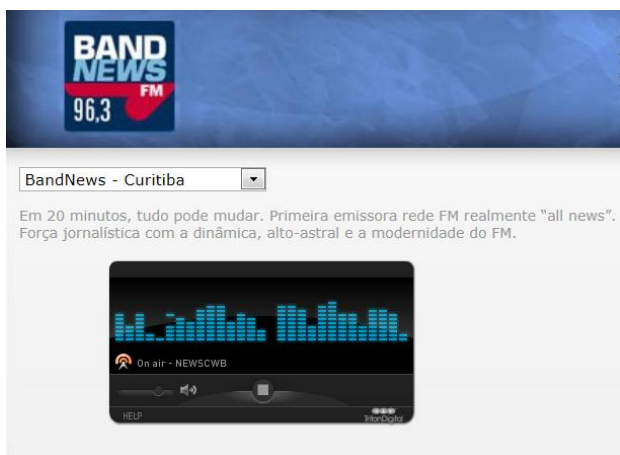 BAND
NEWS
FM
96,3
BandNews - Curitiba
Em 20 minutos, tudo pode mudar. Primeira emissora rede FM realmente “all news”.
Força jornalística com a dinâmica, alto-astral e a modernidade do FM.
On air - NEWSCWB
HELP
TritonDigital